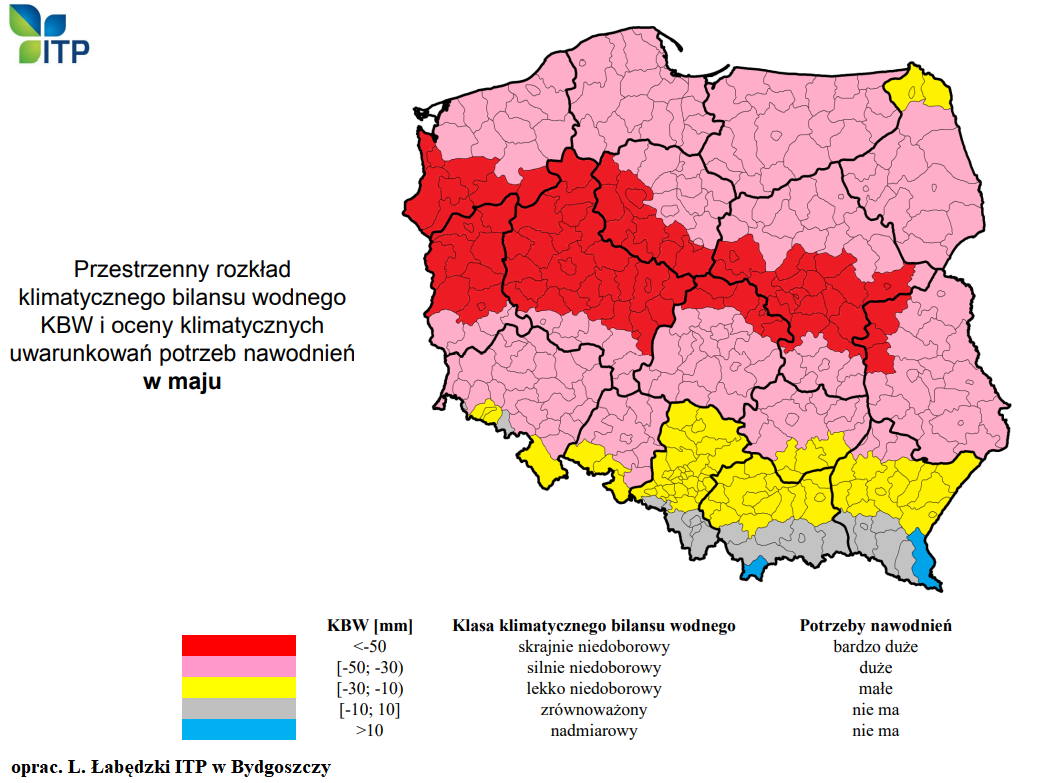 ITP
Przestrzenny rozkład
klimatycznego bilansu wodnego
KBW i oceny klimatycznych
uwarunkowań potrzeb nawodnień
w maju
KBW [mm] Klasa klimatycznego bilansu wodnego Potrzeby nawodnień
<-50 skrajnie niedoborowy bardzo duże
[-50; -30) silnie niedoborowy duże
[-30; -10) lekko niedoborowy małe
[-10; 10] zrównoważony nie ma
>10 nadmiarowy nie ma
oprac. L. Łabędzki ITP w Bydgoszczy